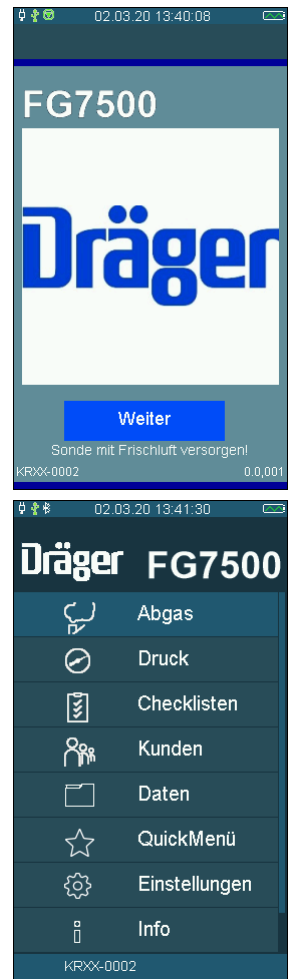 02.03.20 13:40:08
FG7500
Dräger
Weiter
Sonde mit Frischluft versorgen!
KRXX-0002 0.0,001
02.03.20 13:41:30
Dräger FG7500
Abgas
Druck
Checklisten
Kunden
Daten
QuickMenü
Einstellungen
Info
KRXX-0002